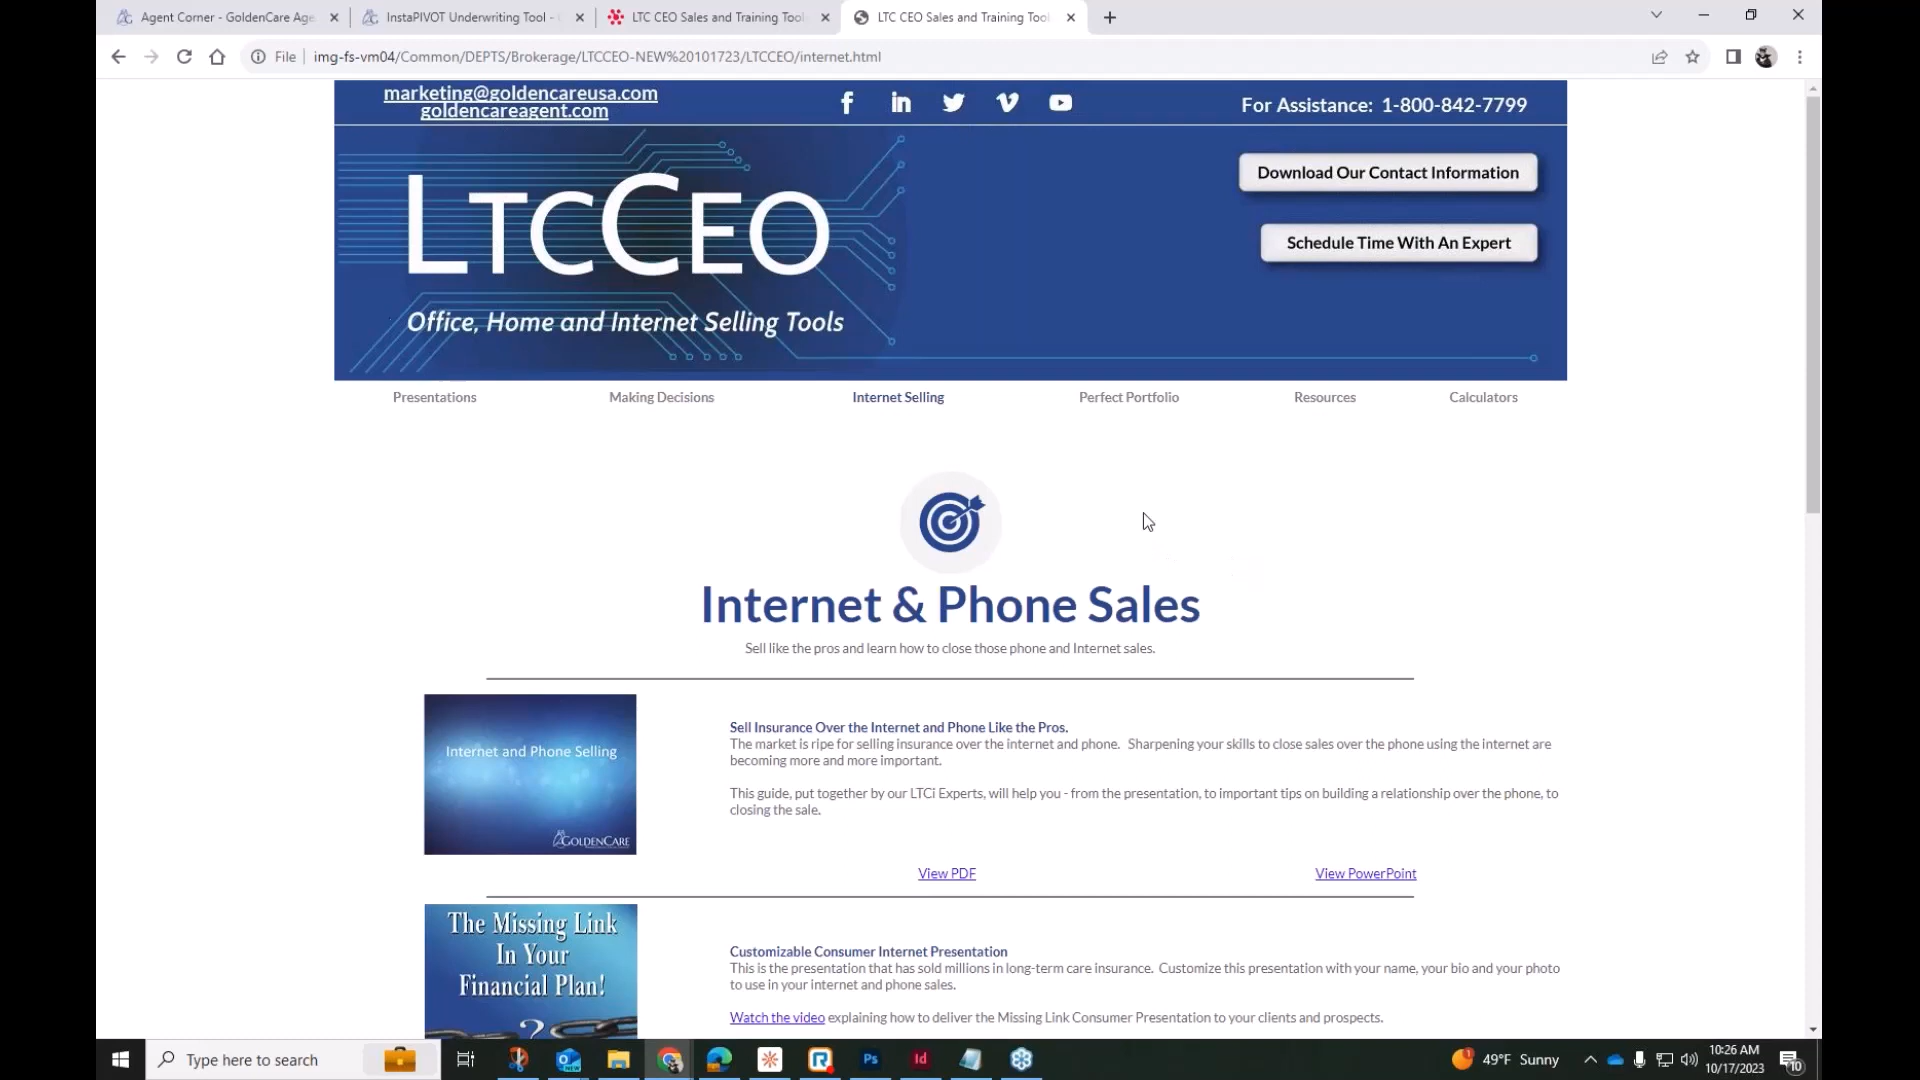 Agent Corner - GoldenCare Age
InstaPIVOT Underwriting Tool -
LTC CEO Sales and Training Tool
LTC CEO Sales and Training Tool
File
img-fs-vm04/Common/DEPTS/Brokerage/LTCCEO-NEW%20101723/LTCCEO/internet.html
marketing@goldencareusa.com
goldencareagent.com
For Assistance: 1-800-842-7799
Download Our Contact Information
LTCCEO
Schedule Time With An Expert
Office, Home and Internet Selling Tools
Presentations
Making Decisions
Internet Selling
Perfect Portfolio
Resources
Calculators
Internet & Phone Sales
Sell like the pros and learn how to close those phone and Internet sales.
Internet and Phone Selling
GOLDENCARE
Sell Insurance Over the Internet and Phone Like the Pros.
The market is ripe for selling insurance over the internet and phone. Sharpening your skills to close sales over the phone using the internet are
becoming more and more important.
This guide, put together by our LTCi Experts, will help you - from the presentation, to important tips on building a relationship over the phone, to
closing the sale.
View PDF
View PowerPoint
The Missing Link
In Your
Financial Plan!
?
Customizable Consumer Internet Presentation
This is the presentation that has sold millions in long-term care insurance. Customize this presentation with your name, your bio and your photo
to use in your internet and phone sales.
Watch the video explaining how to deliver the Missing Link Consumer Presentation to your clients and prospects.
Type here to search
NEW
Ps
Id
49°F Sunny
10:26 AM
10/17/2023
10